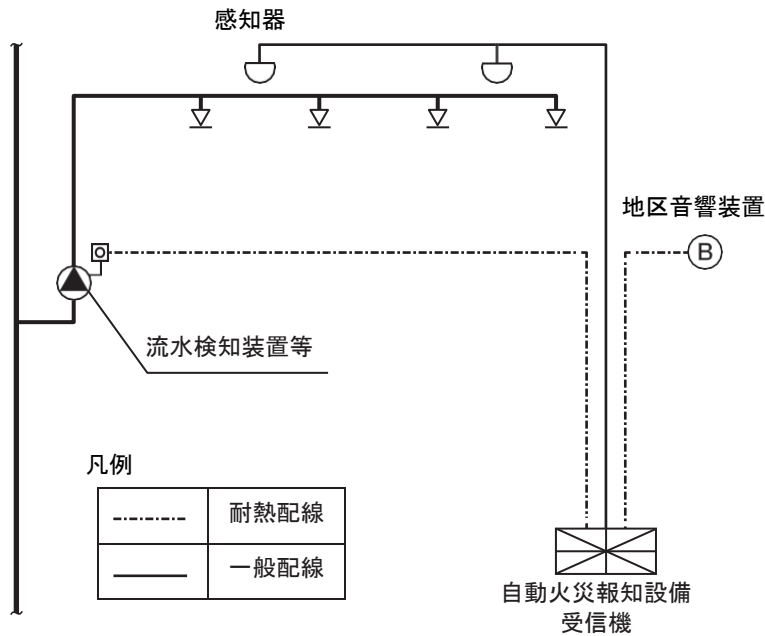 感知器
地区音響装置
B
流水検知装置等
凡例
耐熱配線
一般配線
自動火災報知設備
受信機